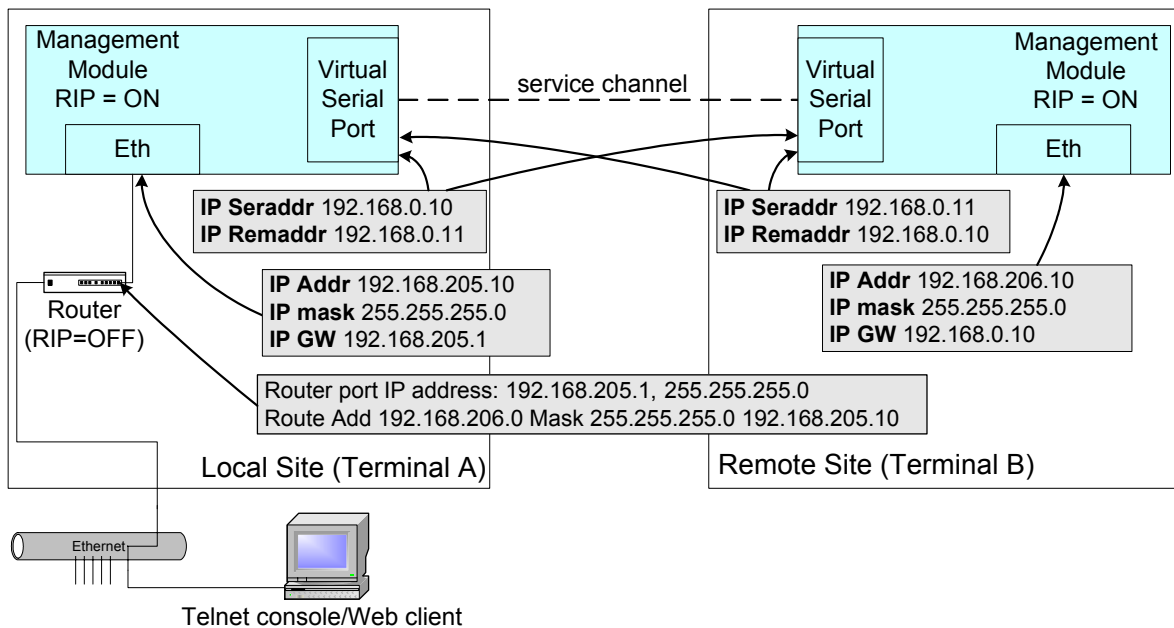 Management
Module
RIP = ON
Virtual
Serial
Port
Eth
service channel
Virtual
Serial
Port
Management
Module
RIP = ON
Eth
IP Seraddr 192.168.0.10
IP Remaddr 192.168.0.11
IP Seraddr 192.168.0.11
IP Remaddr 192.168.0.10
IP Addr 192.168.205.10
IP mask 255.255.255.0
IP GW 192.168.205.1
IP Addr 192.168.206.10
IP mask 255.255.255.0
IP GW 192.168.0.10
Router
(RIP=OFF)
Router port IP address: 192.168.205.1, 255.255.255.0
Route Add 192.168.206.0 Mask 255.255.255.0 192.168.205.10
Local Site (Terminal A)
Remote Site (Terminal B)
Ethernet
Telnet console/Web client